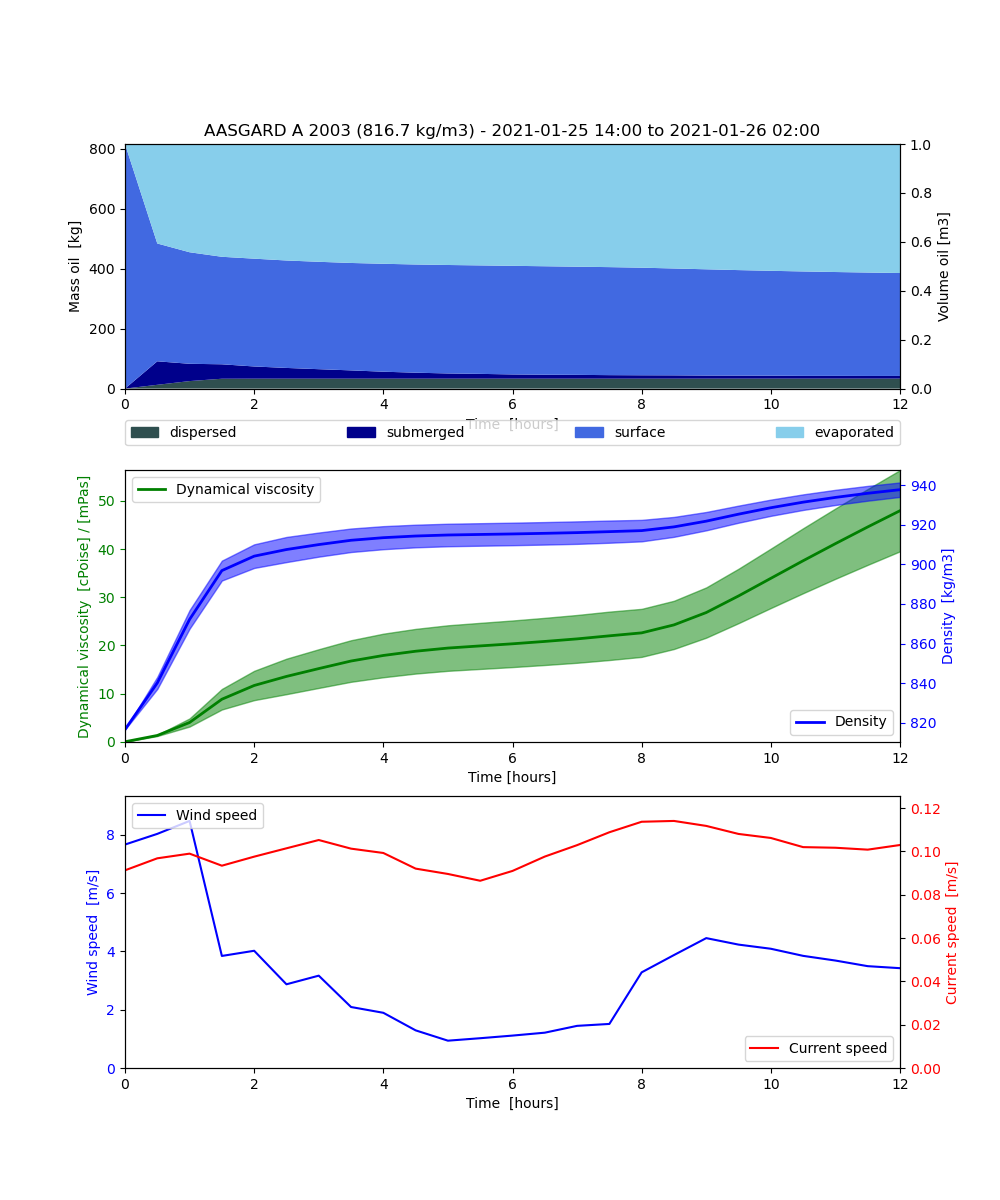 AASGARD A 2003 (816.7 kg/m3) - 2021-01-25 14:00 to 2021-01-26 02:00
800
600
400
200
0
Mass oil [kg]
1.0
0.8
0.6
0.4
0.2
0.0
Volume oil [m3]
0 2 4 6 8 10 12
Time [hours]
dispersed submerged surface evaporated
Dynamical viscosity
50
40
30
20
10
0
Dynamical viscosity [cPoise] / [mPas]
940
920
900
880
860
840
820
Density [kg/m3]
Density
0 2 4 6 8 10 12
Time [hours]
Wind speed
8
6
4
2
0
Wind speed [m/s]
0.12
0.10
0.08
0.06
0.04
0.02
0.00
Current speed [m/s]
Current speed
0 2 4 6 8 10 12
Time [hours]